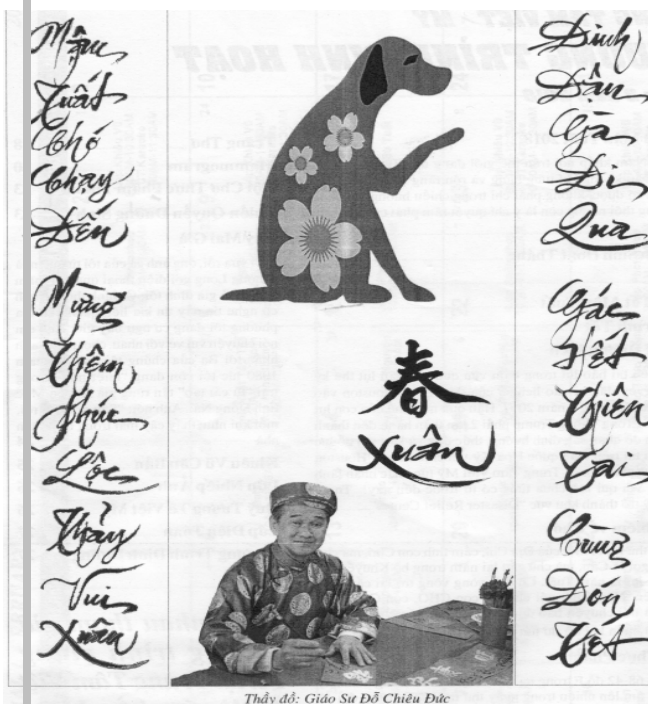 Mậu
Tuất
Chó
Chạy
Đến
Mừng
Thêm
Phúc
Lộc
Thảy
Vui
Xuân
春
Xuân
Đinh
Dậu
Gà
Đi
Qua
Gác
Hết
Thiên
Tai
Cùng
Đón
Tết
Thầy đồ: Giáo Sư Đỗ Chiêu Đức